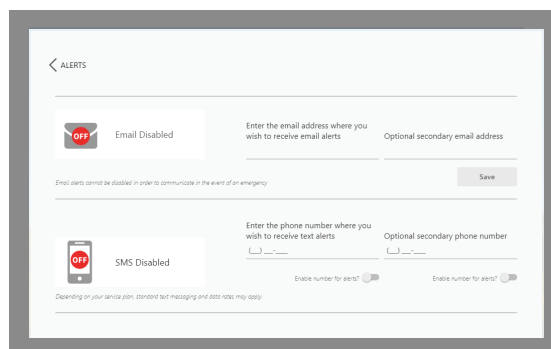 ALERTS
OFF
Email Disabled
Enter the email address where you
wish to receive email alerts
Optional secondary email address
Save
Email alerts cannot be disabled in order to communicate in the event of an emergency
Enter the phone number where you
wish to receive text alerts
Optional secondary phone number
(__) __-___
(__) __-___
OFF
SMS Disabled
Enable number for alerts?
Enable number for alerts?
Depending on your service plan, standard text messaging and data rates may apply.